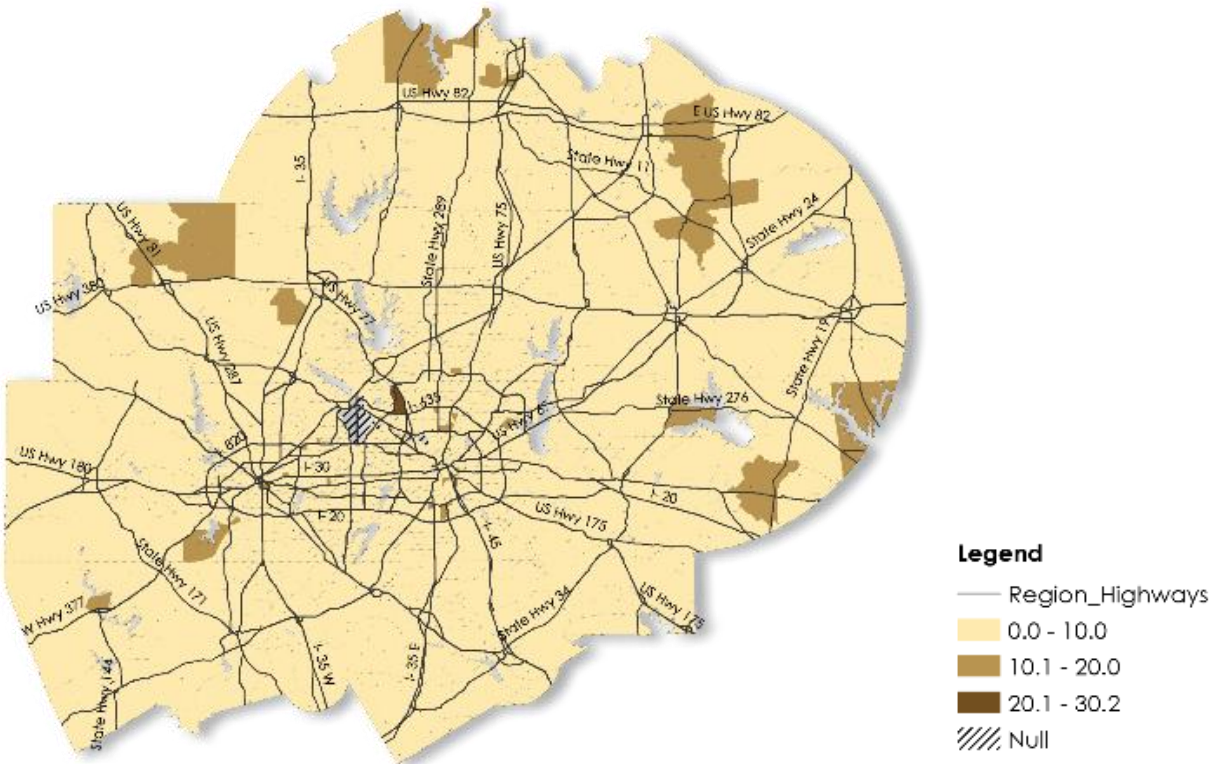 US Hwy 82
E US Hwy 82
State Hwy 11
I- 35
US Hwy 81
State Hwy 289
US Hwy 75
State Hwy 24
US Hwy 380
US Hwy 77
US Hwy 287
State Hwy 19
I- 635
State Hwy 276
I- 820
US Hwy 180
I- 30
I- 20
I- 20
US Hwy 175
I- 45
State Hwy 171
W Hwy 377
State Hwy 34
US Hwy 175
I- 35 W
I- 35 E
State Hwy 144
Legend
Region_Highways
0.0 - 10.0
10.1 - 20.0
20.1 - 30.2
Null